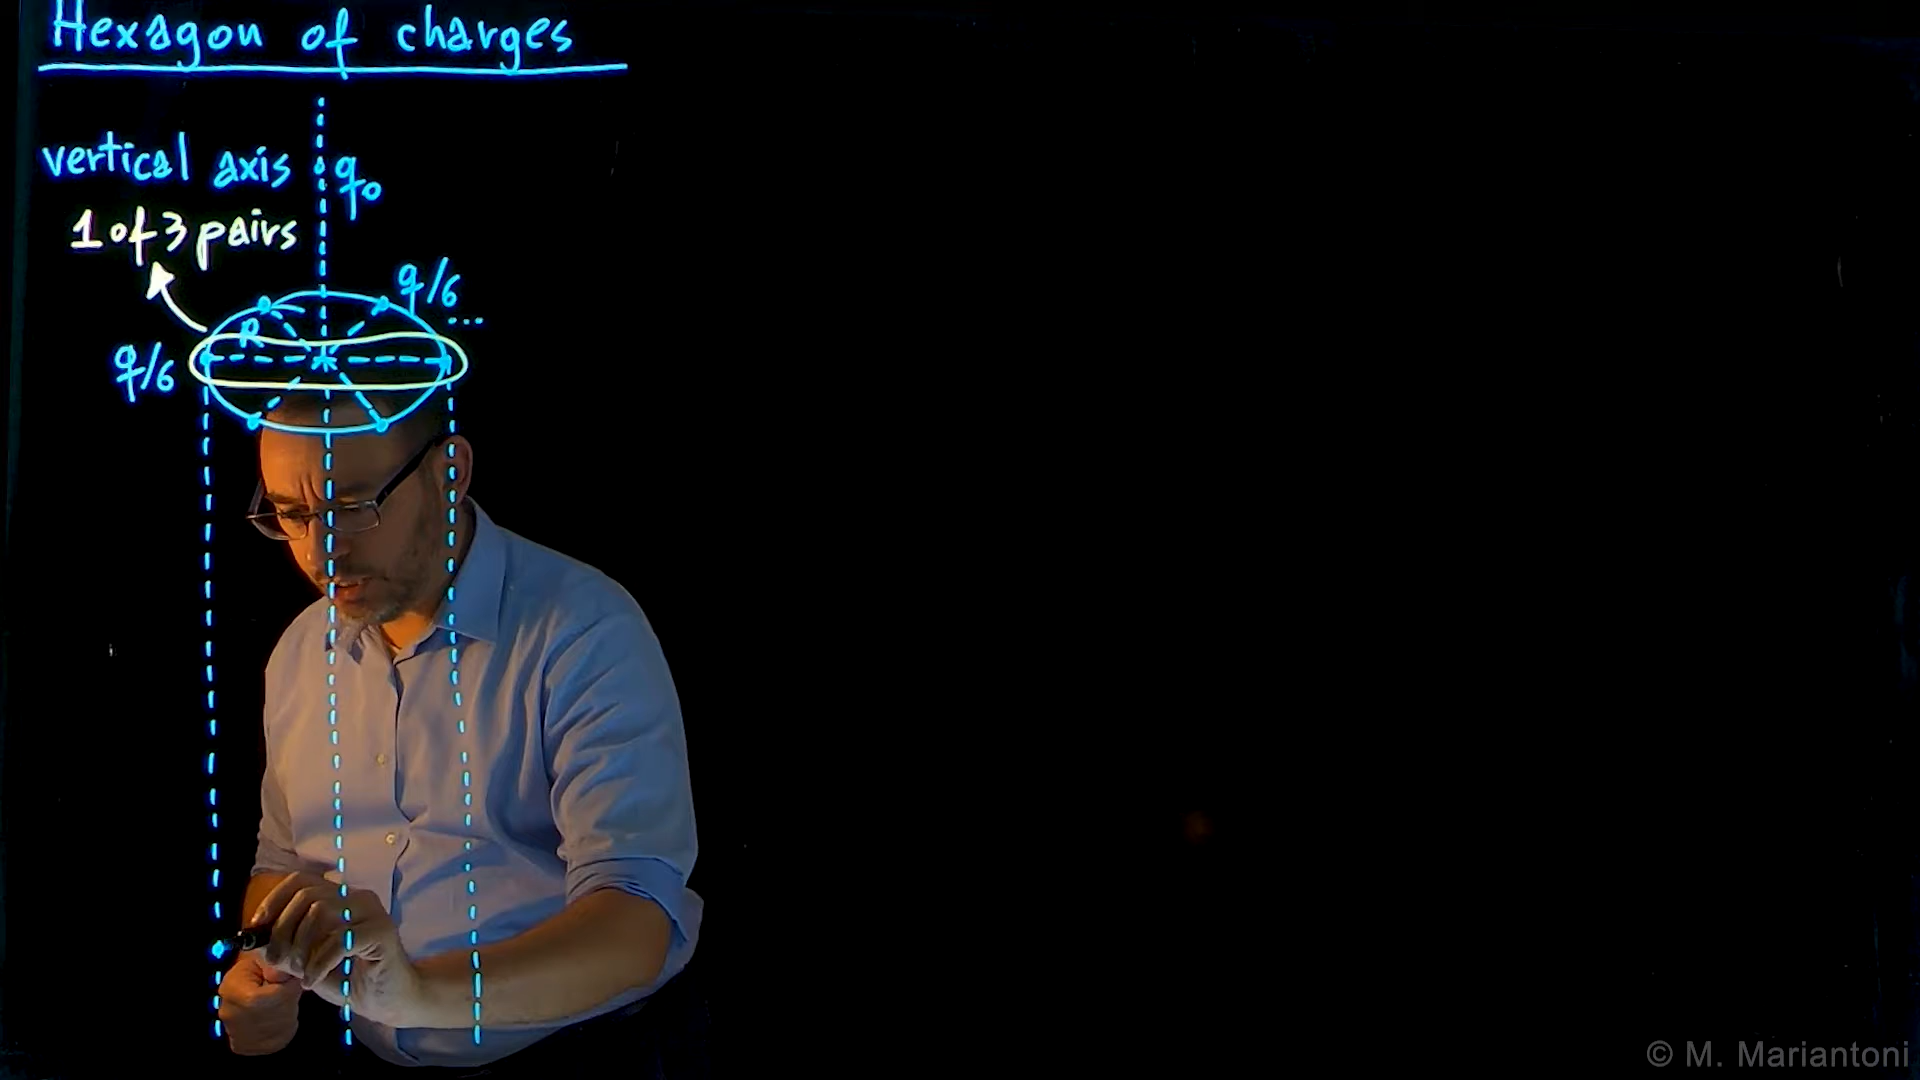 Hexagon of charges
vertical axis
q₀
1 of 3 pairs
q/6
...
R
q/6
© M. Mariantoni